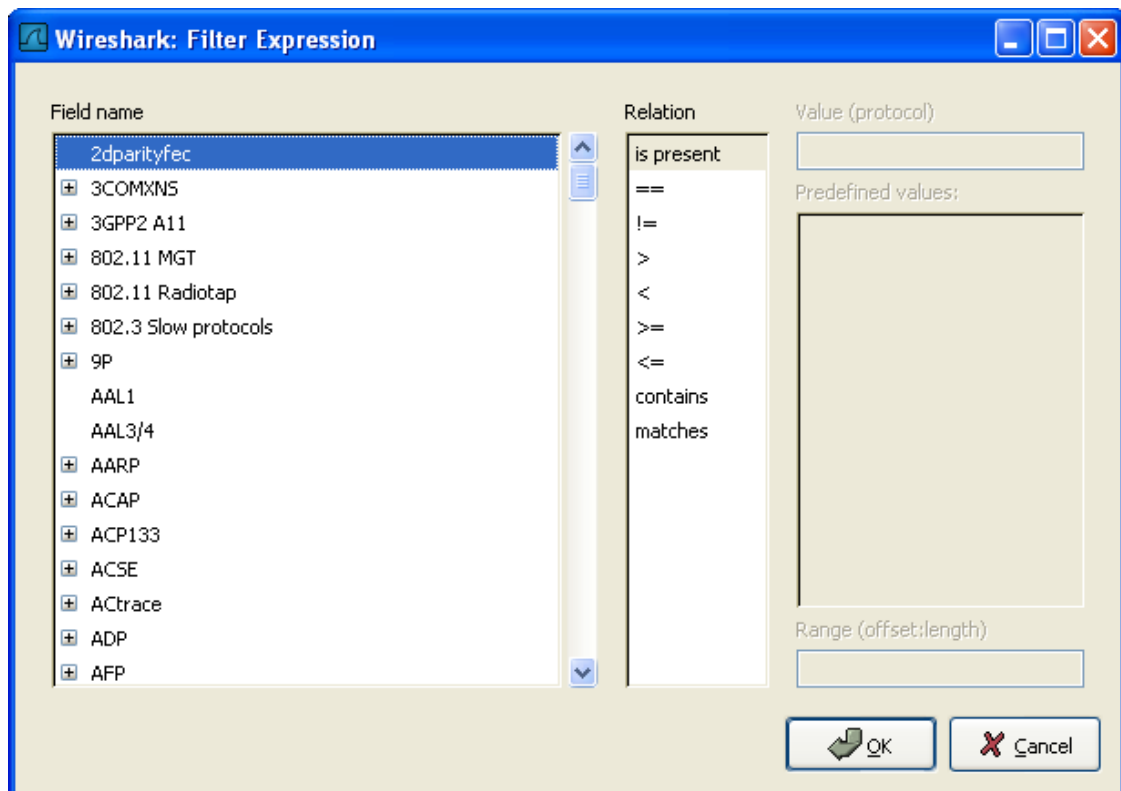 Wireshark: Filter Expression
Field name
2dparityfec
3COMXNS
3GPP2 A11
802.11 MGT
802.11 Radiotap
802.3 Slow protocols
9P
AAL1
AAL3/4
AARP
ACAP
ACP133
ACSE
ACtrace
ADP
AFP
Relation
is present
==
!=
>
<
>=
<=
contains
matches
Value (protocol)
Predefined values:
Range (offset:length)
OK
Cancel